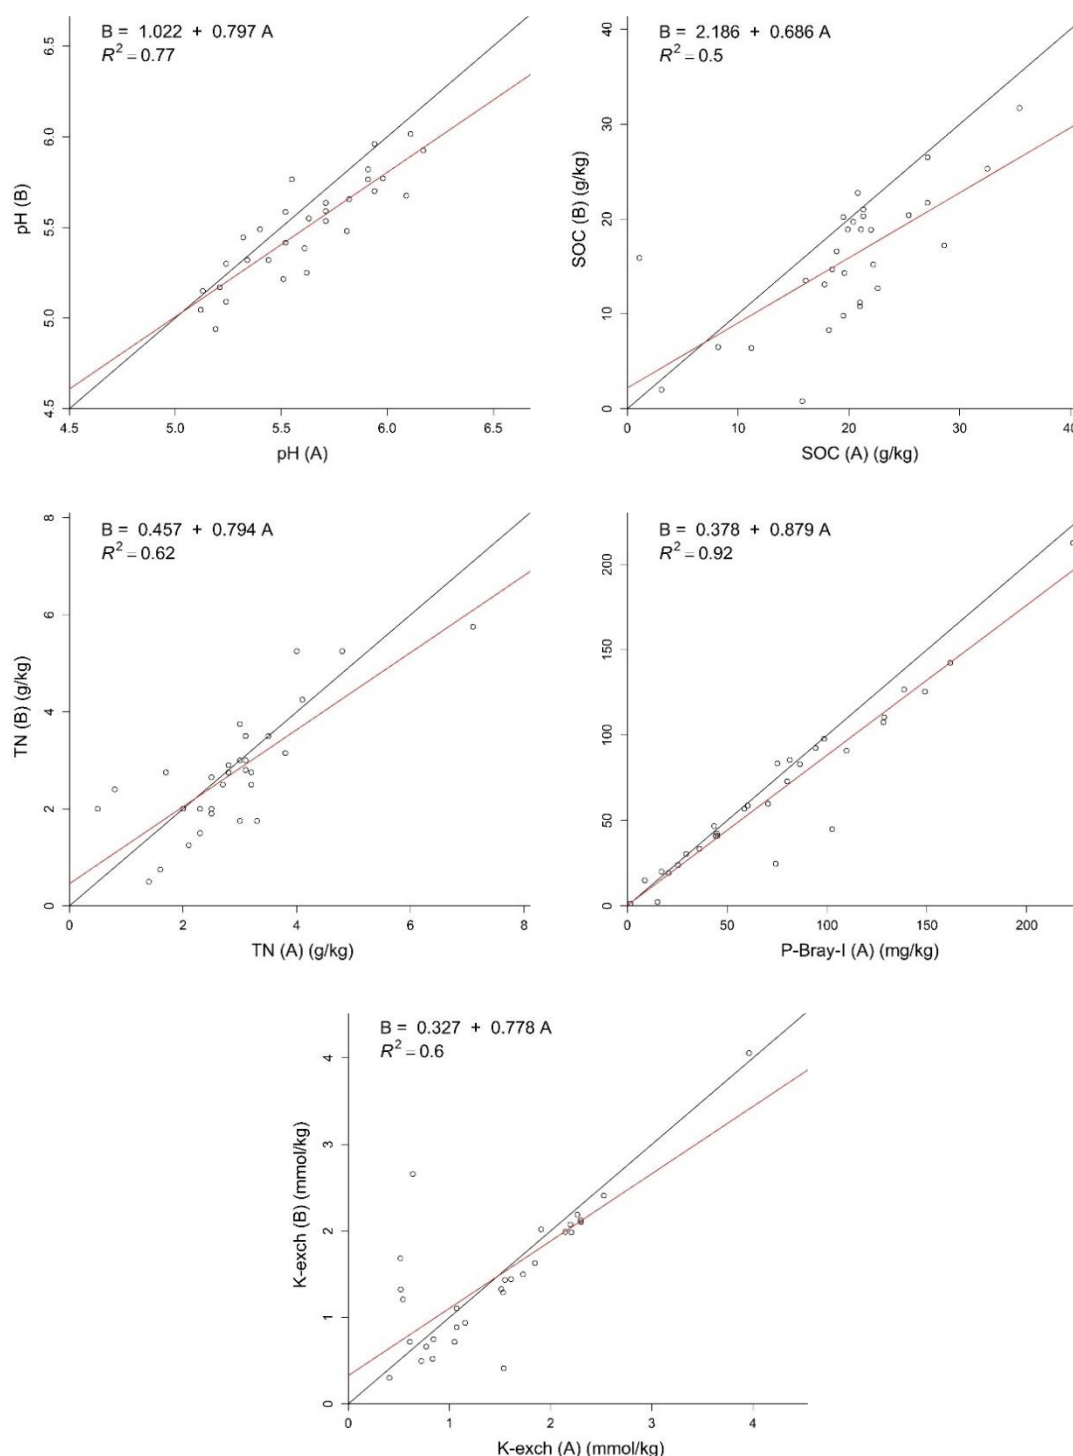 B = 1.022 + 0.797 A
R² = 0.77
6.5
6.0
5.5
5.0
4.5
pH (B)
4.5 5.0 5.5 6.0 6.5
pH (A)
B = 2.186 + 0.686 A
R² = 0.5
40
30
20
10
0
SOC (B) (g/kg)
0 10 20 30 40
SOC (A) (g/kg)
B = 0.457 + 0.794 A
R² = 0.62
8
6
4
2
0
TN (B) (g/kg)
0 2 4 6 8
TN (A) (g/kg)
B = 0.378 + 0.879 A
R² = 0.92
200
150
100
50
0
0 50 100 150 200
P-Bray-I (A) (mg/kg)
B = 0.327 + 0.778 A
R² = 0.6
4
3
2
1
0
K-exch (B) (mmol/kg)
0 1 2 3 4
K-exch (A) (mmol/kg)